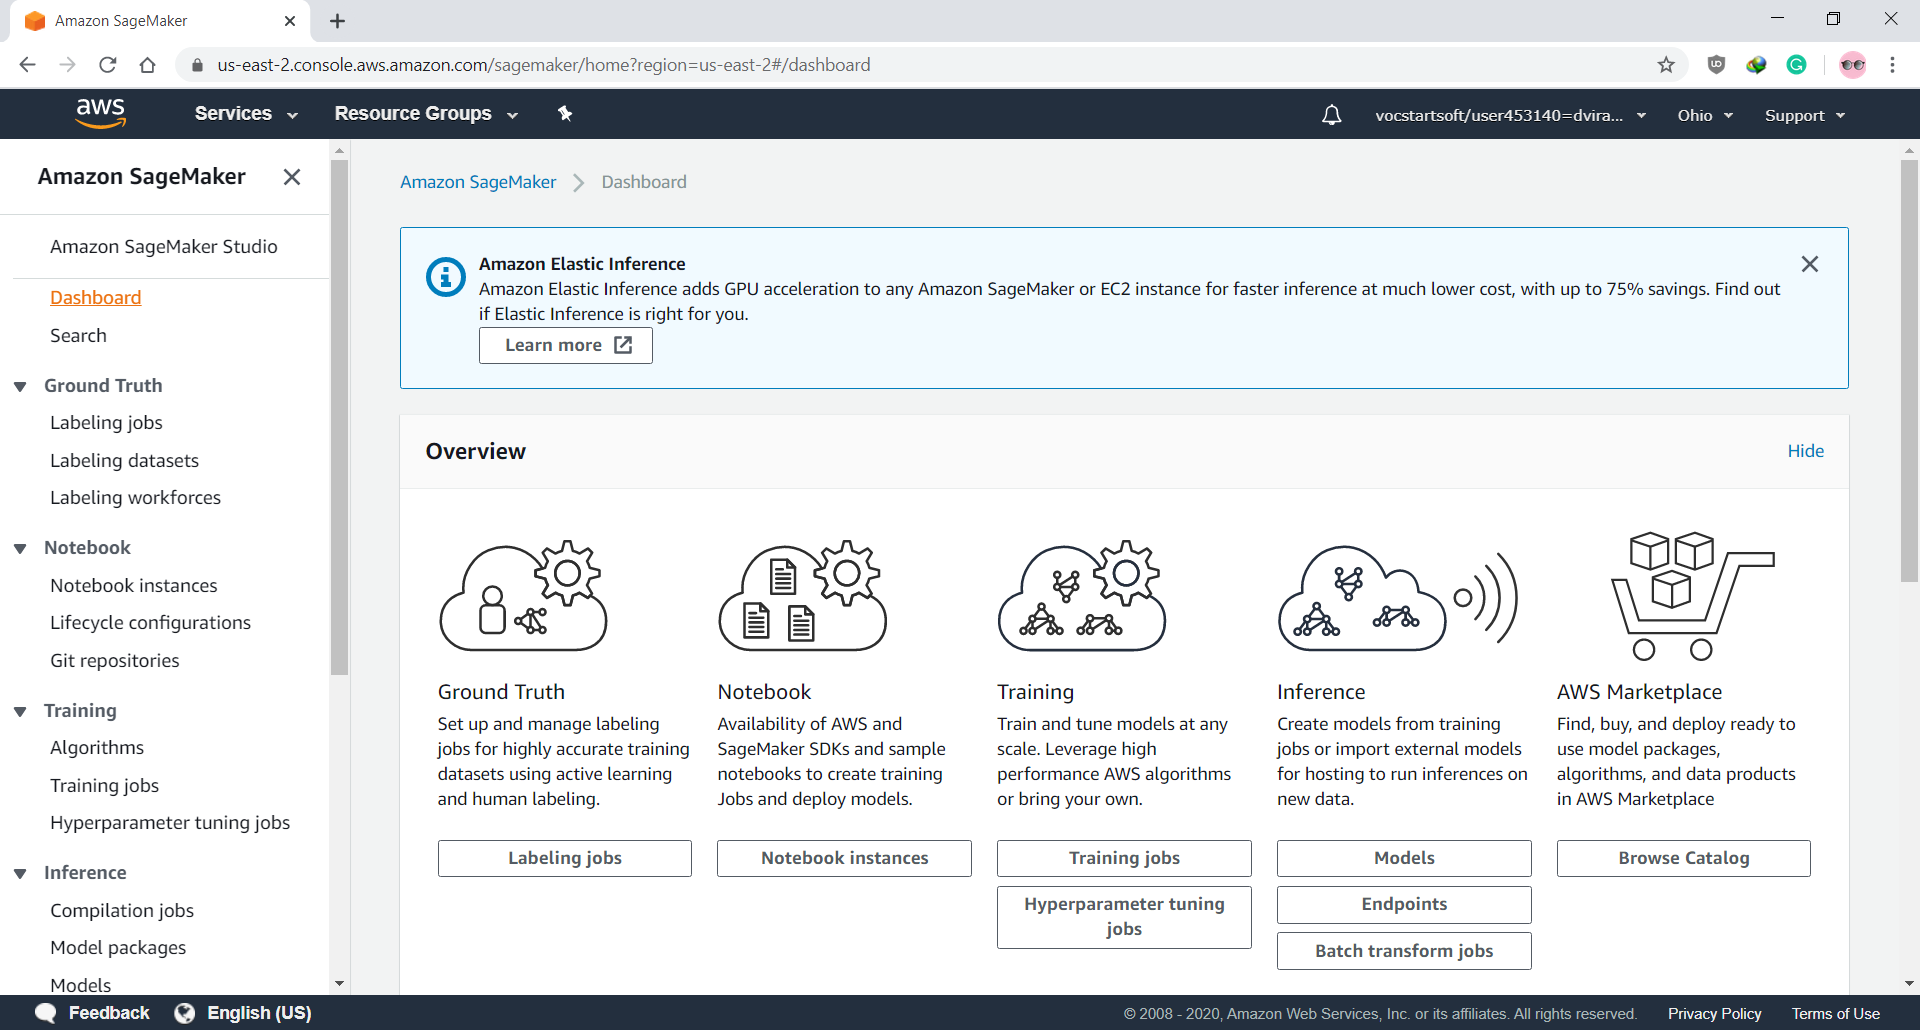 Amazon SageMaker
us-east-2.console.aws.amazon.com/sagemaker/home?region=us-east-2#/dashboard
aws Services Resource Groups vocstartsoft/user453140=dvira... Ohio Support
Amazon SageMaker
Amazon SageMaker Studio
Dashboard
Search
Ground Truth
Labeling jobs
Labeling datasets
Labeling workforces
Notebook
Notebook instances
Lifecycle configurations
Git repositories
Training
Algorithms
Training jobs
Hyperparameter tuning jobs
Inference
Compilation jobs
Model packages
Models
Amazon SageMaker Dashboard
Amazon Elastic Inference
Amazon Elastic Inference adds GPU acceleration to any Amazon SageMaker or EC2 instance for faster inference at much lower cost, with up to 75% savings. Find out
if Elastic Inference is right for you.
Learn more
Overview
Hide
Ground Truth
Set up and manage labeling
jobs for highly accurate training
datasets using active learning
and human labeling.
Labeling jobs
Notebook
Availability of AWS and
SageMaker SDKs and sample
notebooks to create training
Jobs and deploy models.
Notebook instances
Training
Train and tune models at any
scale. Leverage high
performance AWS algorithms
or bring your own.
Training jobs
Hyperparameter tuning
jobs
Inference
Create models from training
jobs or import external models
for hosting to run inferences on
new data.
Models
Endpoints
Batch transform jobs
AWS Marketplace
Find, buy, and deploy ready to
use model packages,
algorithms, and data products
in AWS Marketplace
Browse Catalog
Feedback English (US) © 2008 - 2020, Amazon Web Services, Inc. or its affiliates. All rights reserved. Privacy Policy Terms of Use